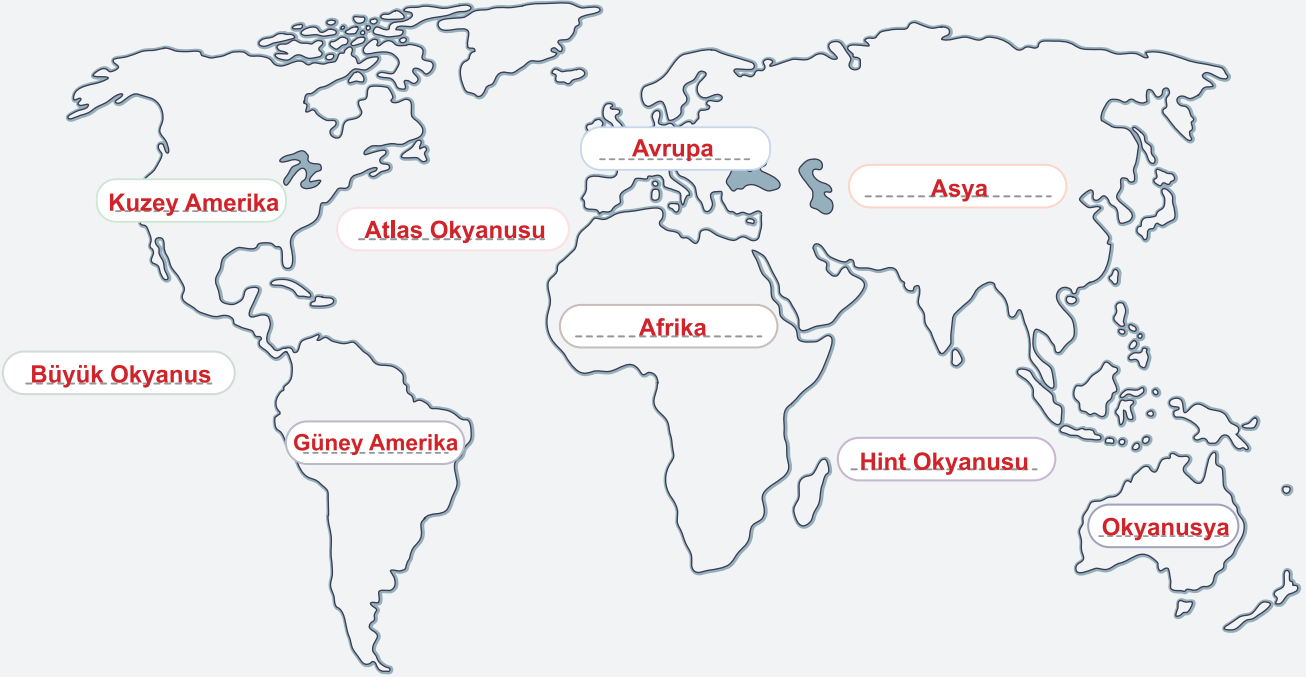 Avrupa
Asya
Kuzey Amerika
Atlas Okyanusu
Afrika
Büyük Okyanus
Güney Amerika
Hint Okyanusu
Okyanusya